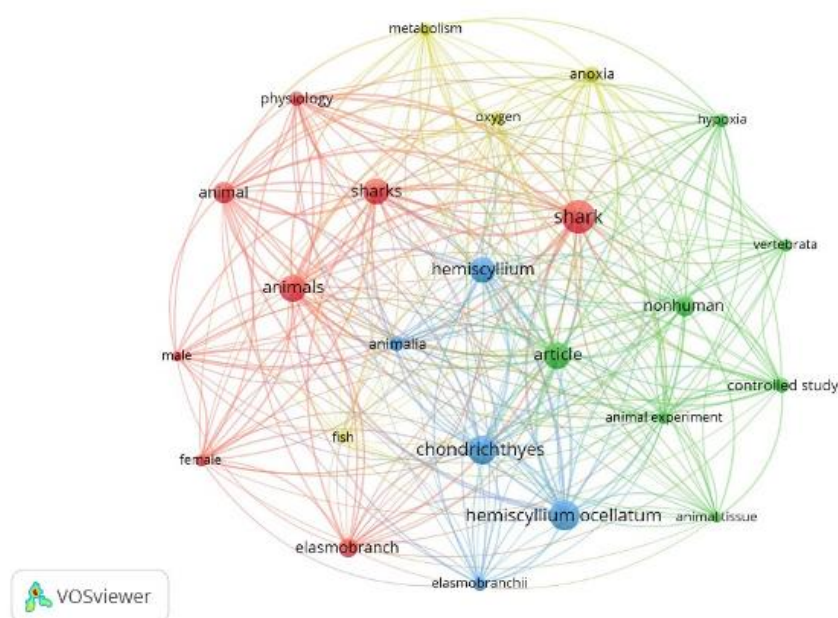 metabolism
anoxia
physiology
oxygen
hypoxia
animal
sharks
shark
vertebrata
hemiscyllium
animals
nonhuman
animalia
male
article
controlled study
animal experiment
fish
chondrichthyes
female
hemiscyllium ocellatum
animal tissue
elasmobranch
elasmobranchii
VOSviewer